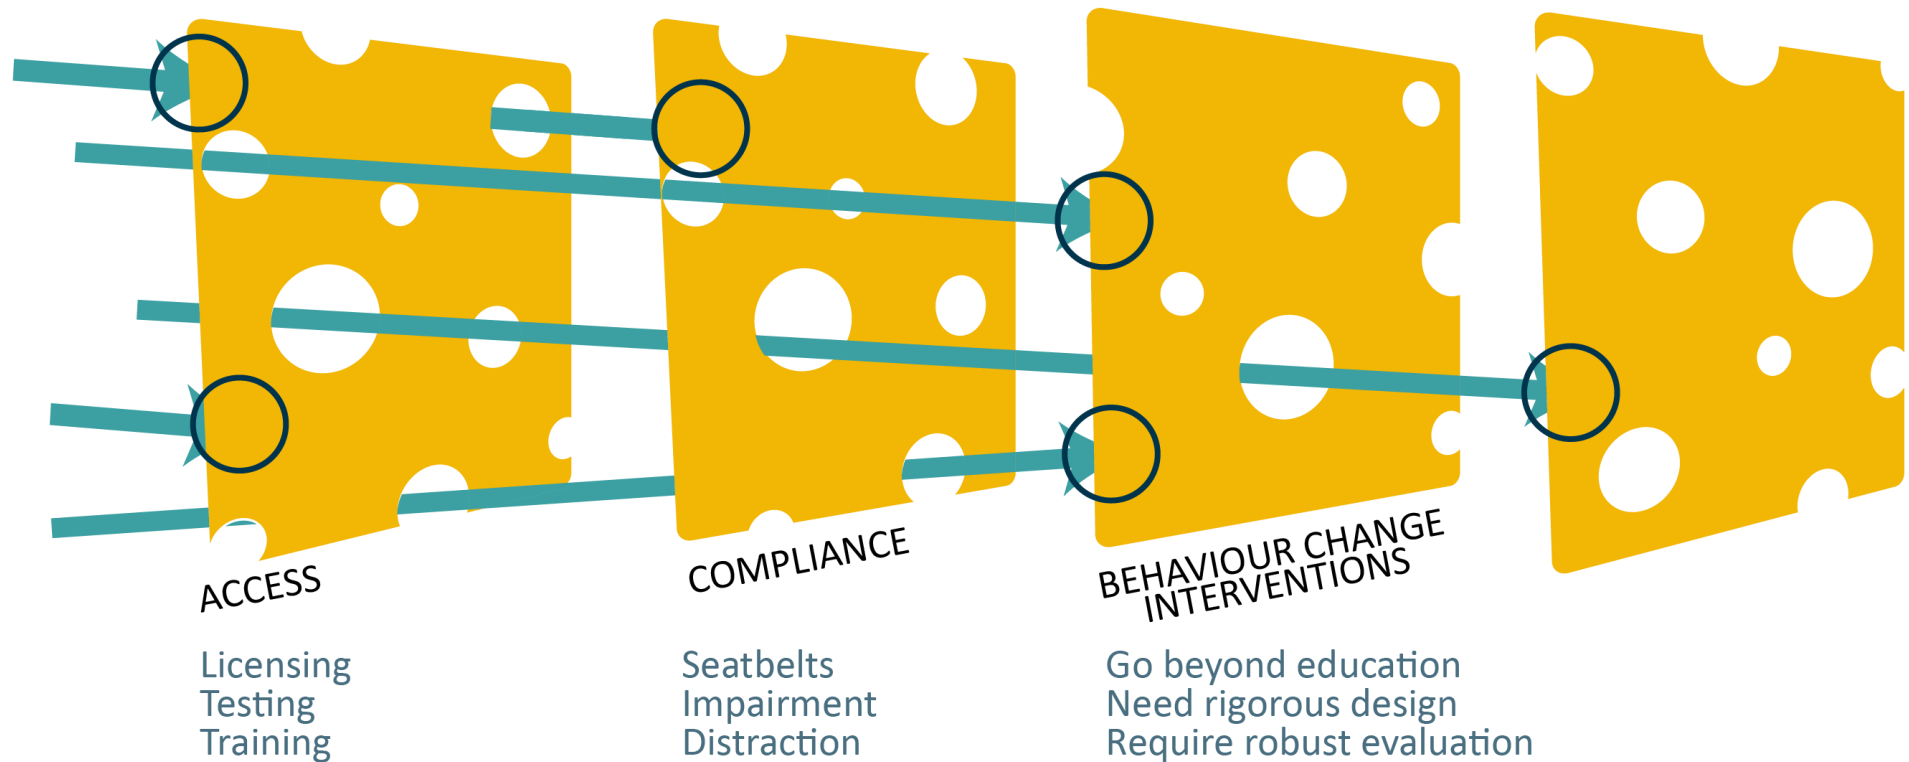 ACCESS
Licensing
Testing
Training
COMPLIANCE
Seatbelts
Impairment
Distraction
BEHAVIOUR CHANGE
INTERVENTIONS
Go beyond education
Need rigorous design
Require robust evaluation